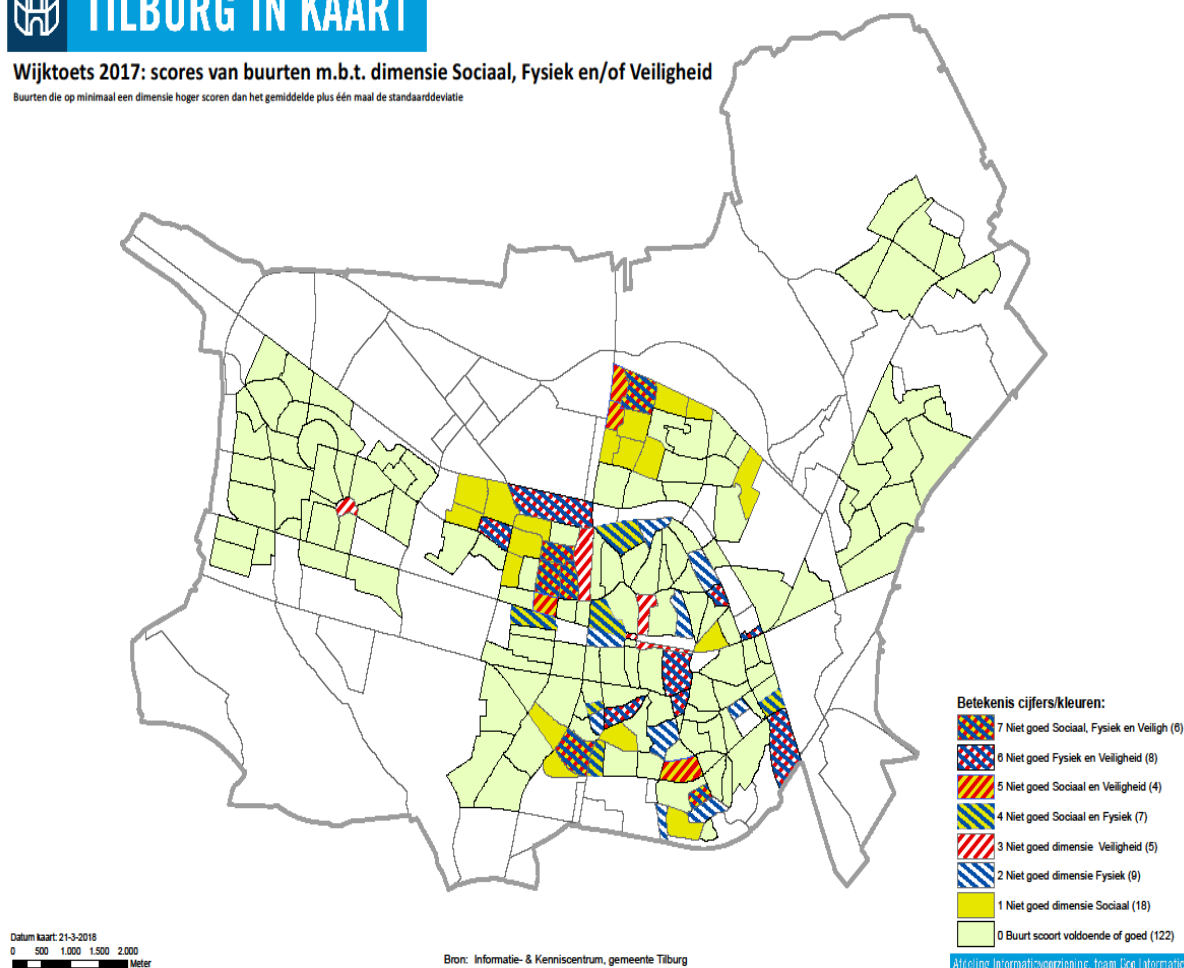 TILBURG IN KAART
Wijktoets 2017: scores van buurten m.b.t. dimensie Sociaal, Fysiek en/of Veiligheid
Buurten die op minimaal een dimensie hoger scoren dan het gemiddelde plus één maal de standaarddeviatie
Betekenis cijfers/kleuren:
7 Niet goed Sociaal, Fysiek en Veiligh (6)
6 Niet goed Fysiek en Veiligheid (8)
5 Niet goed Sociaal en Veiligheid (4)
4 Niet goed Sociaal en Fysiek (7)
3 Niet goed dimensie Veiligheid (5)
2 Niet goed dimensie Fysiek (9)
1 Niet goed dimensie Sociaal (18)
0 Buurt scoort voldoende of goed (122)
Datum kaart: 21-3-2018
0 500 1.000 1.500 2.000
Meter
Bron: Informatie- & Kenniscentrum, gemeente Tilburg
Afdeling Informatievoorziening, team Geo Informatie